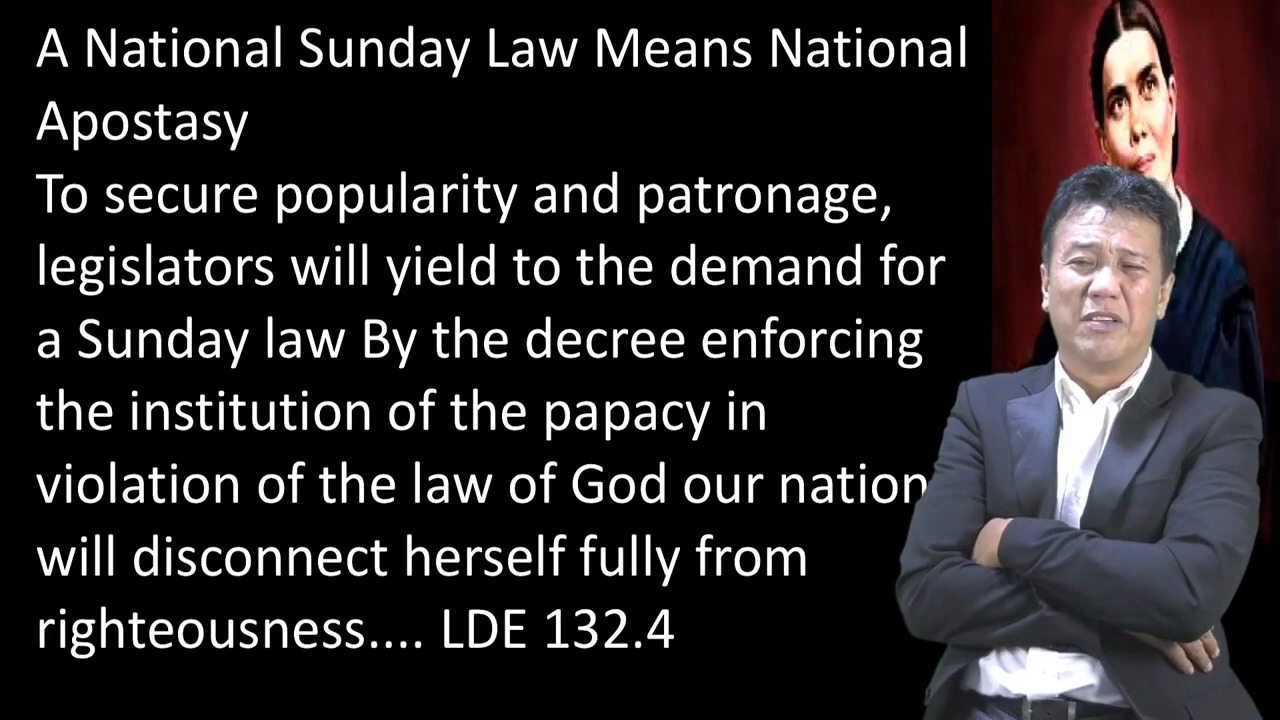 A National Sunday Law Means National
Apostasy
To secure popularity and patronage,
legislators will yield to the demand for
a Sunday law By the decree enforcing
the institution of the papacy in
violation of the law of God our nation
will disconnect herself fully from
righteousness.... LDE 132.4